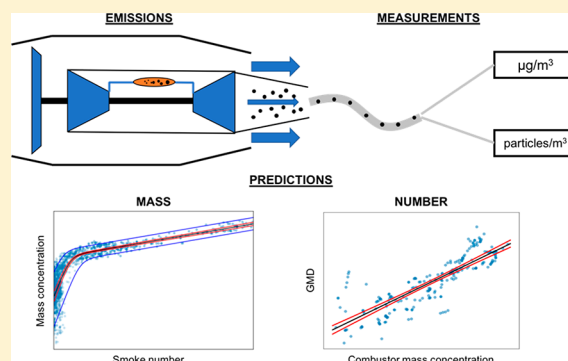 EMISSIONS
MEASUREMENTS
µg/m³
particles/m³
PREDICTIONS
MASS
NUMBER
Mass concentration
Smoke number
GMD
Combustor mass concentration